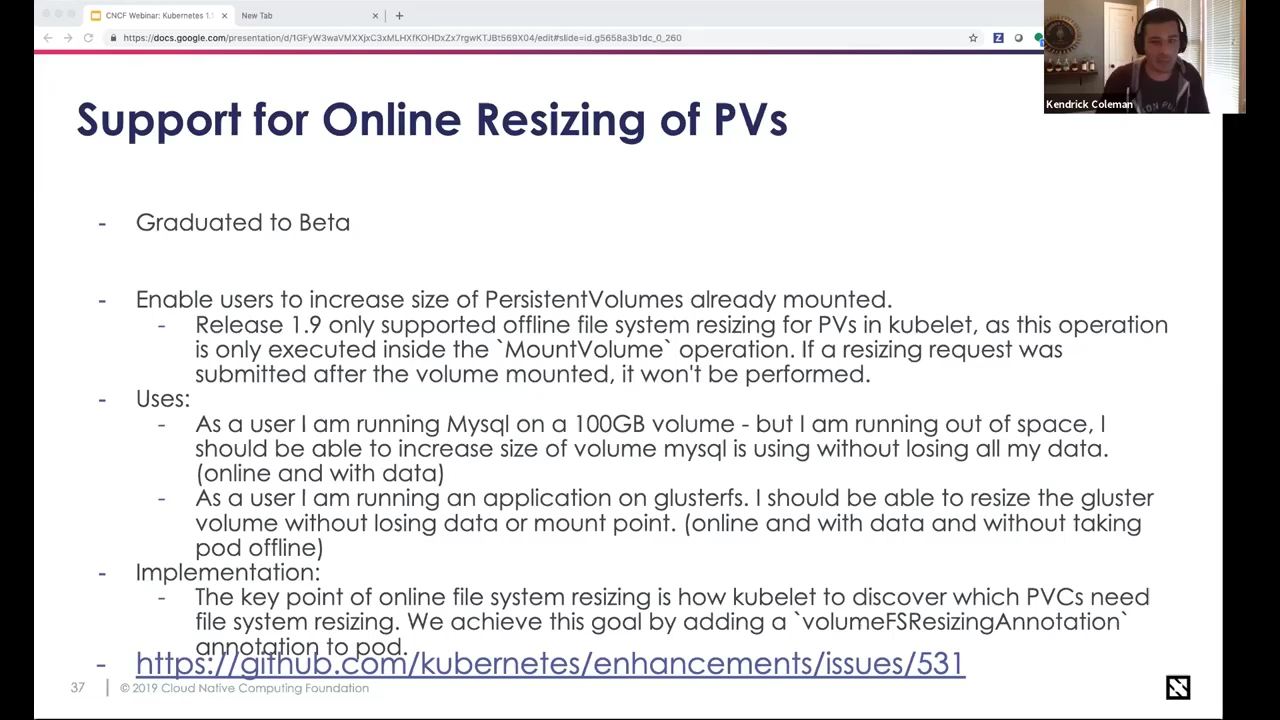 CNCF Webinar: Kubernetes 1.1
New Tab
https://docs.google.com/presentation/d/1GFyW3waVMXXjxC3xMLHXfKOHDxZx7rgwKTJBt569X04/edit#slide=id.g5658a3b1dc_0_260
Kendrick Coleman
Support for Online Resizing of PVs
- Graduated to Beta
- Enable users to increase size of PersistentVolumes already mounted.
- Release 1.9 only supported offline file system resizing for PVs in kubelet, as this operation
is only executed inside the `MountVolume` operation. If a resizing request was
submitted after the volume mounted, it won't be performed.
- Uses:
- As a user I am running Mysql on a 100GB volume - but I am running out of space, I
should be able to increase size of volume mysql is using without losing all my data.
(online and with data)
- As a user I am running an application on glusterfs. I should be able to resize the gluster
volume without losing data or mount point. (online and with data and without taking
pod offline)
- Implementation:
- The key point of online file system resizing is how kubelet to discover which PVCs need
file system resizing. We achieve this goal by adding a `volumeFSResizingAnnotation`
annotation to pod.
- https://github.com/kubernetes/enhancements/issues/531
37 | © 2019 Cloud Native Computing Foundation